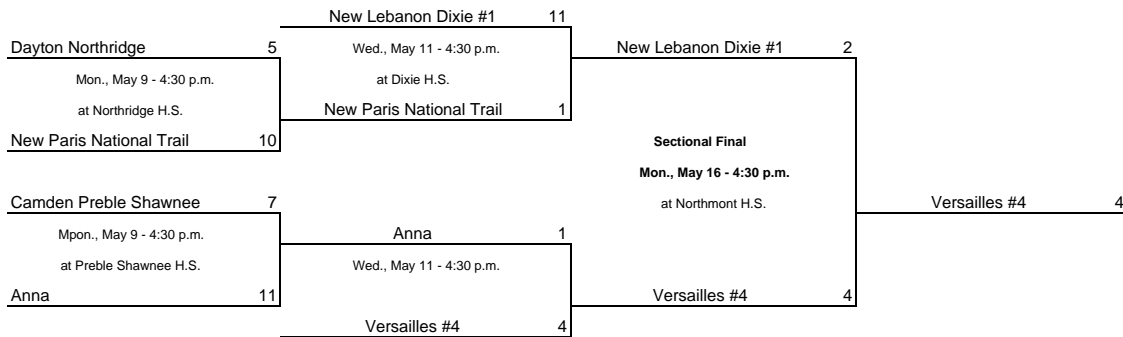 New Lebanon Dixie #1 11
Dayton Northridge 5 Wed., May 11 - 4:30 p.m. New Lebanon Dixie #1 2
Mon., May 9 - 4:30 p.m. at Dixie H.S.
at Northridge H.S. New Paris National Trail 1
New Paris National Trail 10 Sectional Final
Mon., May 16 - 4:30 p.m.
Camden Preble Shawnee 7 at Northmont H.S. Versailles #4 4
Mpon., May 9 - 4:30 p.m. Anna 1
at Preble Shawnee H.S. Wed., May 11 - 4:30 p.m.
Anna 11 Versailles #4 4
Versailles #4 4